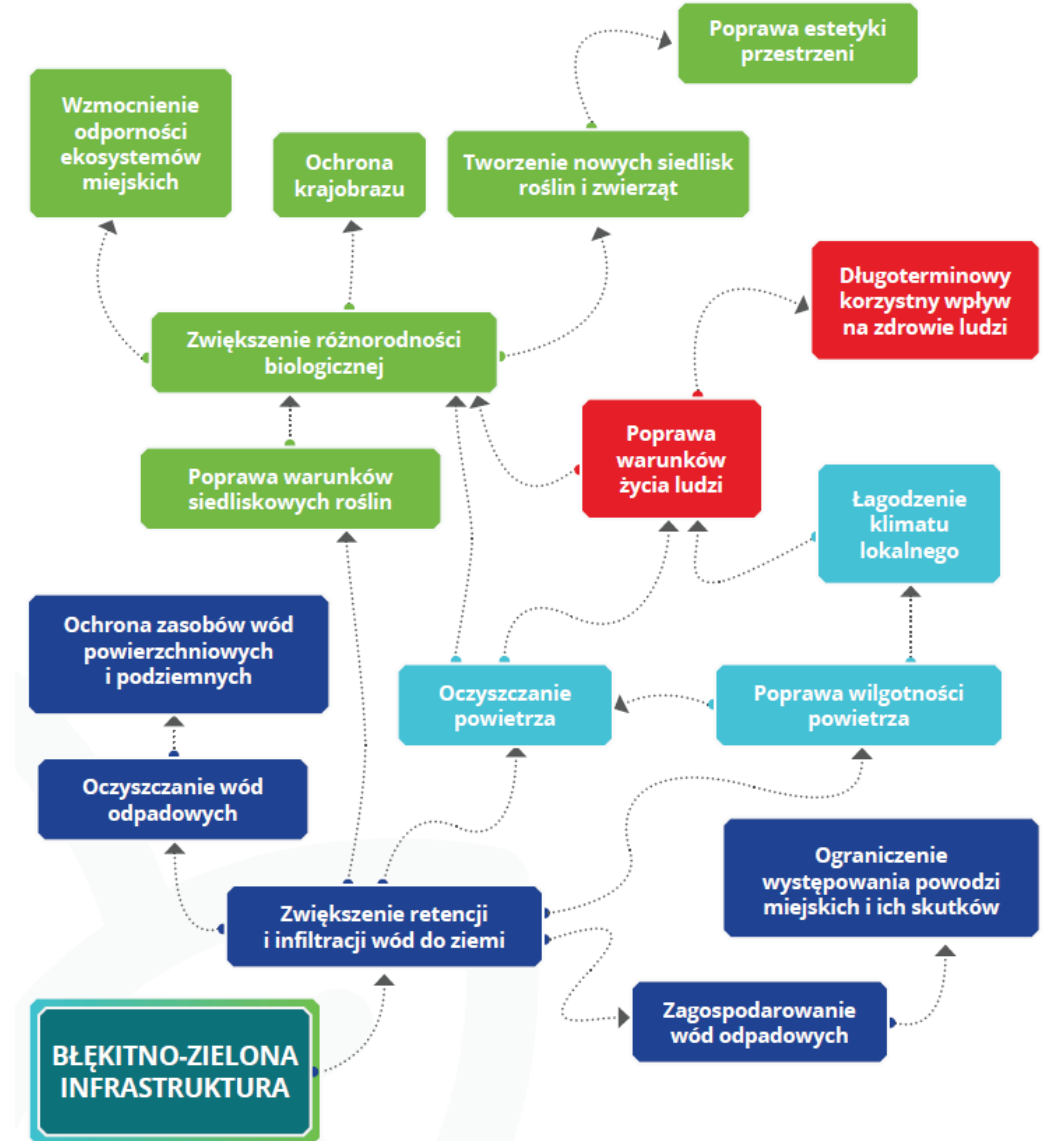 Poprawa estetyki
przestrzeni
Wzmocnienie
odporności
ekosystemów
miejskich
Ochrona
krajobrazu
Tworzenie nowych siedlisk
roślin i zwierząt
Długoterminowy
korzystny wpływ
na zdrowie ludzi
Zwiększenie różnorodności
biologicznej
Poprawa
warunków
życia ludzi
Poprawa warunków
siedliskowych roślin
Łagodzenie
klimatu
lokalnego
Ochrona zasobów wód
powierzchniowych
i podziemnych
Oczyszczanie
powietrza
Poprawa wilgotności
powietrza
Oczyszczanie wód
odpadowych
Ograniczenie
występowania powodzi
miejskich i ich skutków
Zwiększenie retencji
i infiltracji wód do ziemi
Zagospodarowanie
wód odpadowych
BŁĘKITNO-ZIELONA
INFRASTRUKTURA